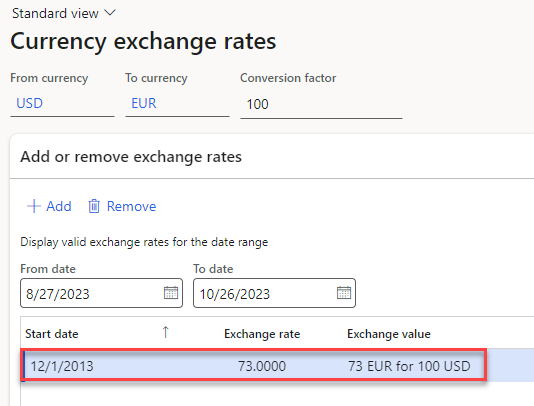 Standard view
Currency exchange rates
From currency To currency Conversion factor
USD EUR 100
Add or remove exchange rates
+ Add Remove
Display valid exchange rates for the date range
From date To date
8/27/2023 10/26/2023
Start date ↑ Exchange rate Exchange value
12/1/2013 73.0000 73 EUR for 100 USD